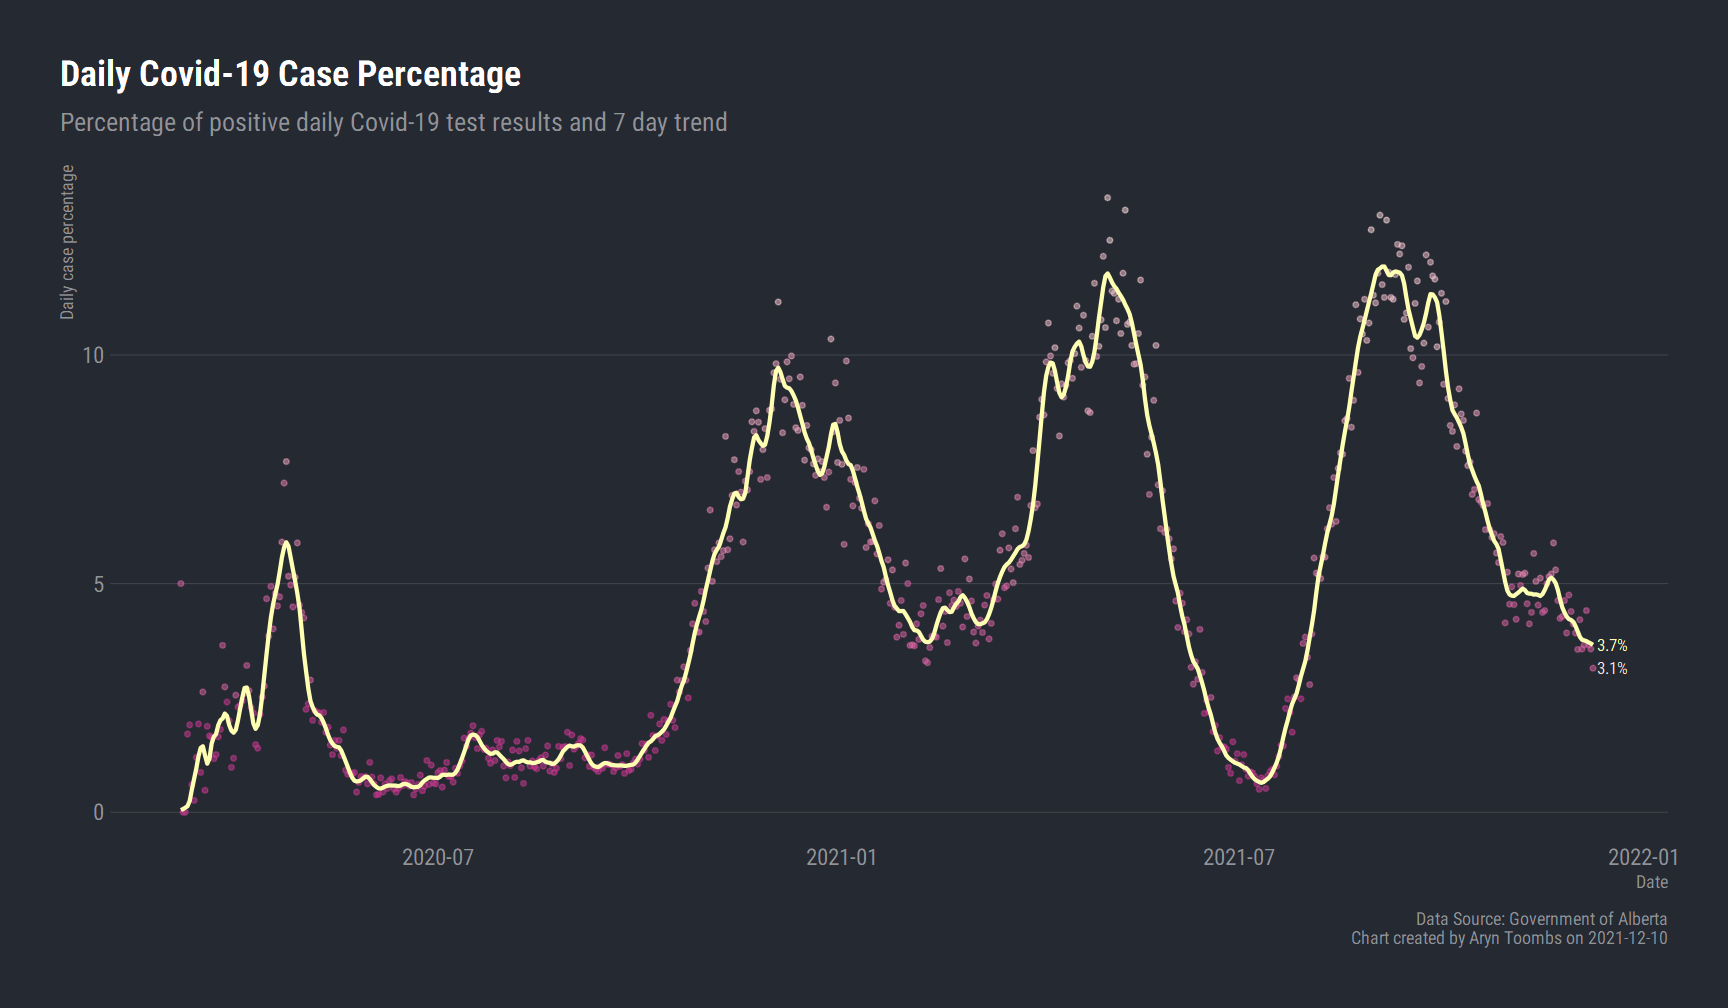 Daily Covid-19 Case Percentage
Percentage of positive daily Covid-19 test results and 7 day trend
Daily case percentage
10
5
0
3.7%
3.1%
2020-07
2021-01
2021-07
2022-01
Date
Data Source: Government of Alberta
Chart created by Aryn Toombs on 2021-12-10